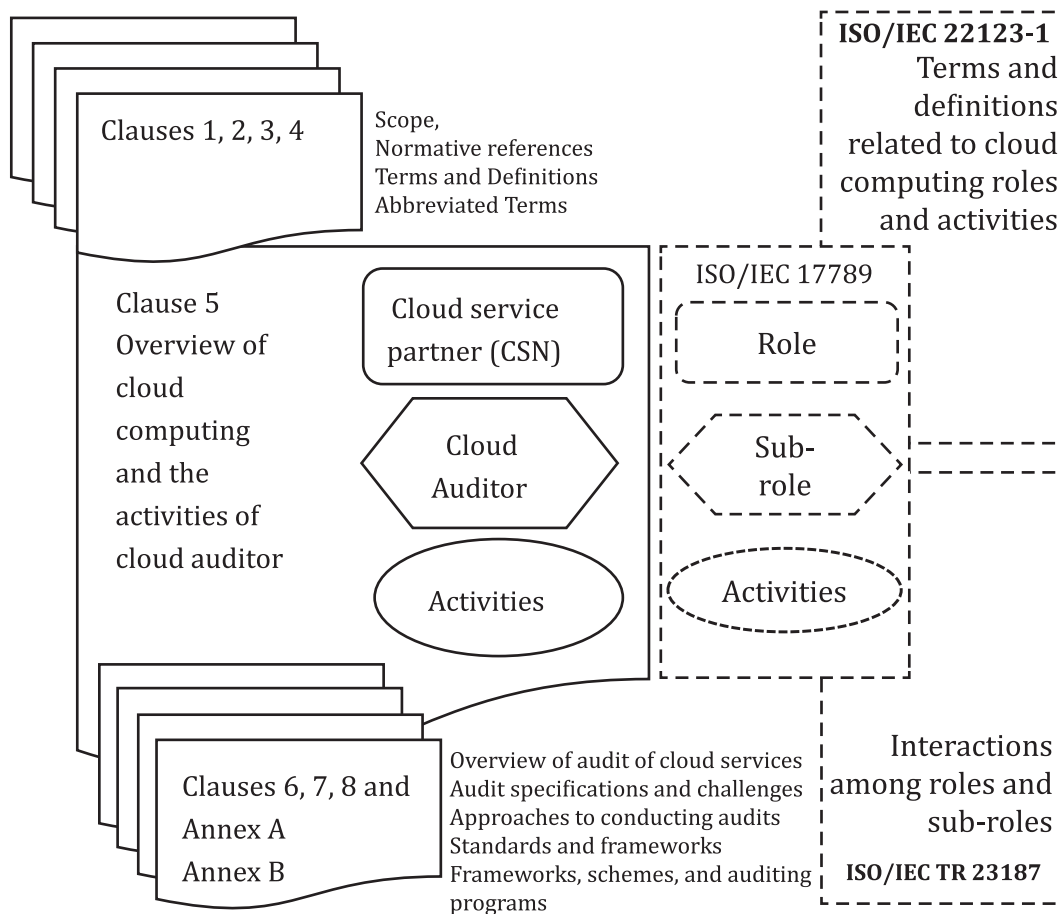 Clauses 1, 2, 3, 4
Scope,
Normative references
Terms and Definitions
Abbreviated Terms
ISO/IEC 22123-1
Terms and
definitions
related to cloud
computing roles
and activities
Clause 5
Overview of
cloud
computing
and the
activities of
cloud auditor
Cloud service
partner (CSN)
Cloud
Auditor
Activities
ISO/IEC 17789
Role
Sub-
role
Activities
Clauses 6, 7, 8 and
Annex A
Annex B
Overview of audit of cloud services
Audit specifications and challenges
Approaches to conducting audits
Standards and frameworks
Frameworks, schemes, and auditing
programs
Interactions
among roles and
sub-roles
ISO/IEC TR 23187